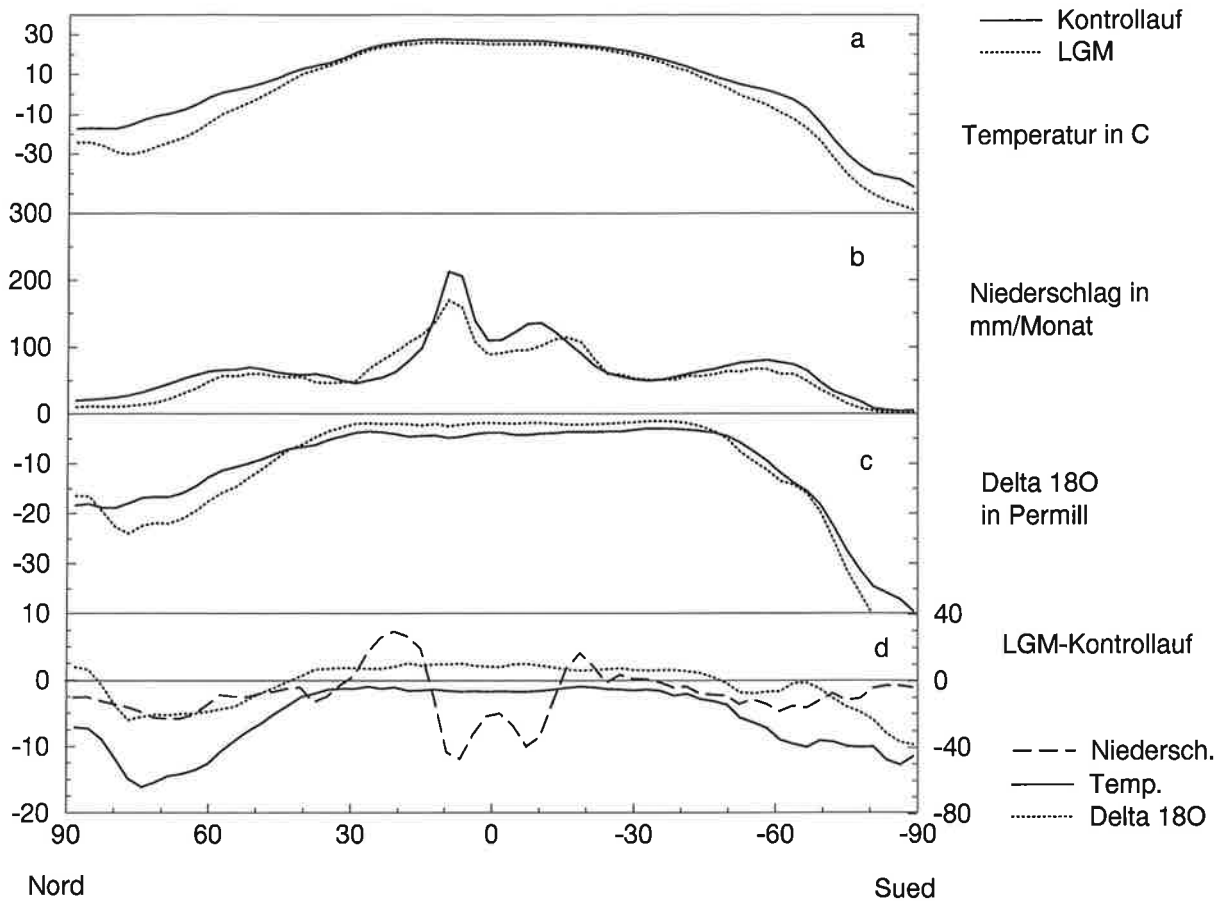 30
10
-10
-30
a
Kontrollauf
LGM
Temperatur in C
300
200
100
0
b
Niederschlag in
mm/Monat
-10
-20
-30
c
Delta 18O
in Permill
10
0
-10
-20
d
40
0
-40
-80
LGM-Kontrollauf
Niedersch.
Temp.
Delta 18O
90 60 30 0 -30 -60 -90
Nord Sued